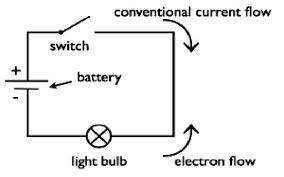 conventional current flow
switch
+
battery
-
light bulb
electron flow